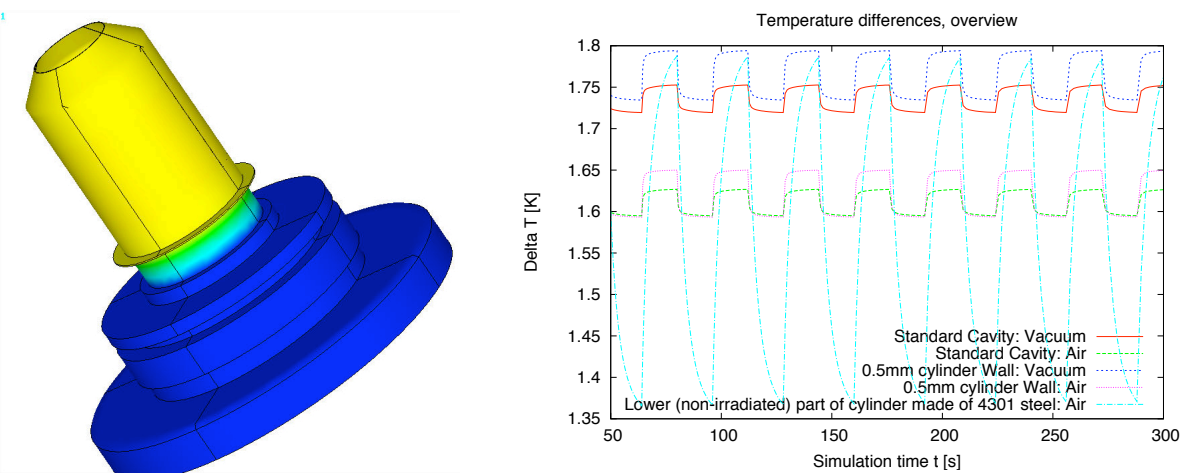 1
Temperature differences, overview
1.8
1.75
1.7
1.65
1.6
1.55
1.5
1.45
1.4
1.35
Delta T [K]
Standard Cavity: Vacuum
Standard Cavity: Air
0.5mm cylinder Wall: Vacuum
0.5mm cylinder Wall: Air
Lower (non-irradiated) part of cylinder made of 4301 steel: Air
50 100 150 200 250 300
Simulation time t [s]